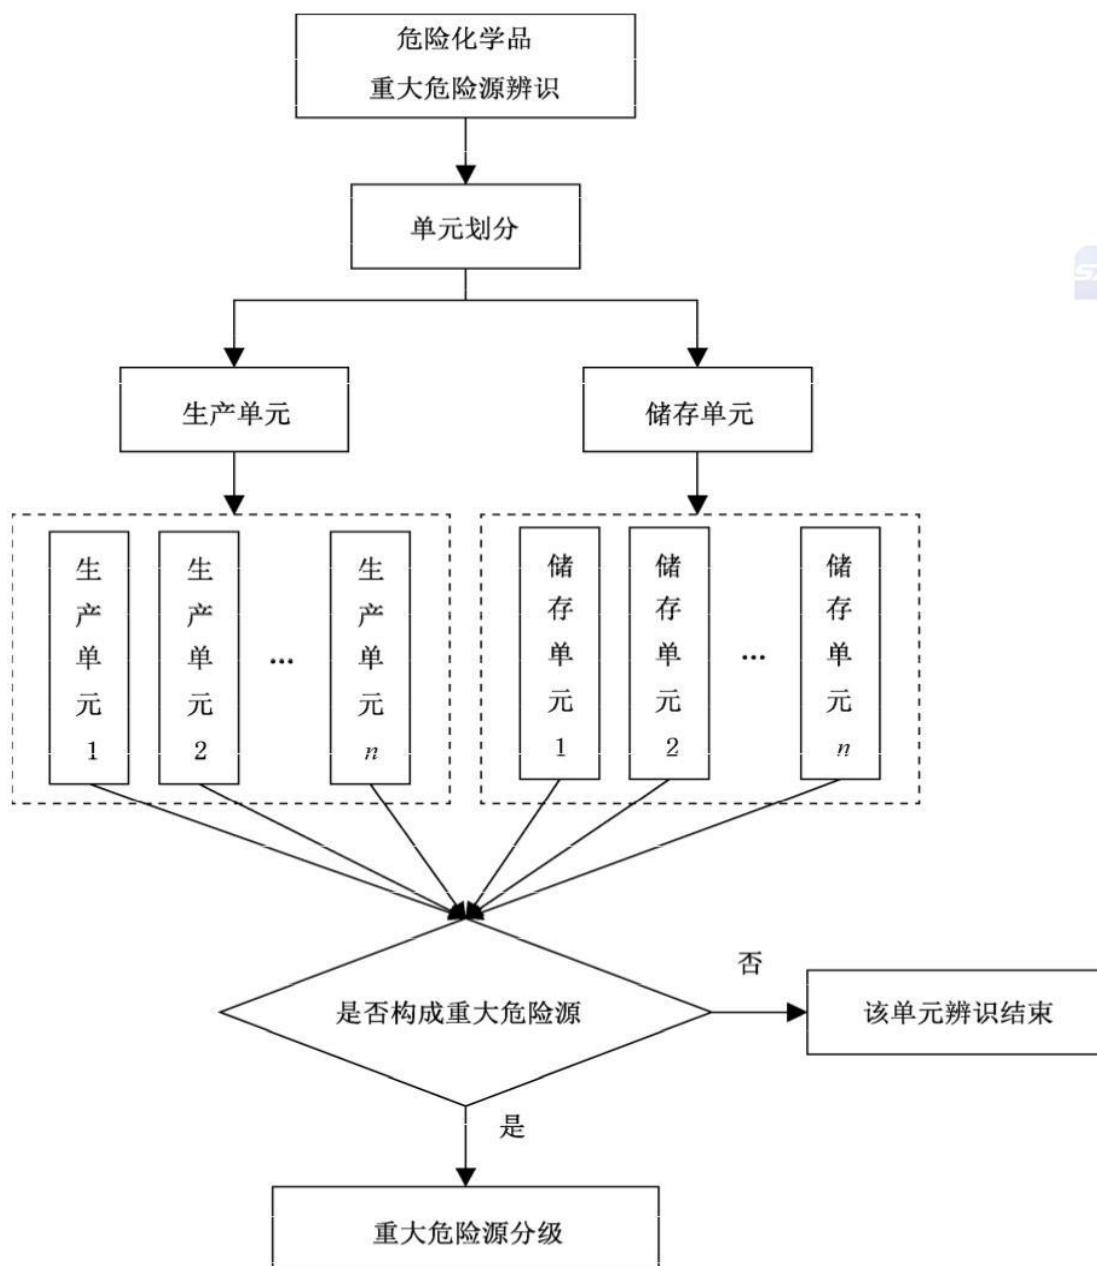 危险化学品
重大危险源辨识
单元划分
生产单元
储存单元
生产单元1
生产单元2
…
生产单元n
储存单元1
储存单元2
…
储存单元n
是否构成重大危险源
否
该单元辨识结束
是
重大危险源分级